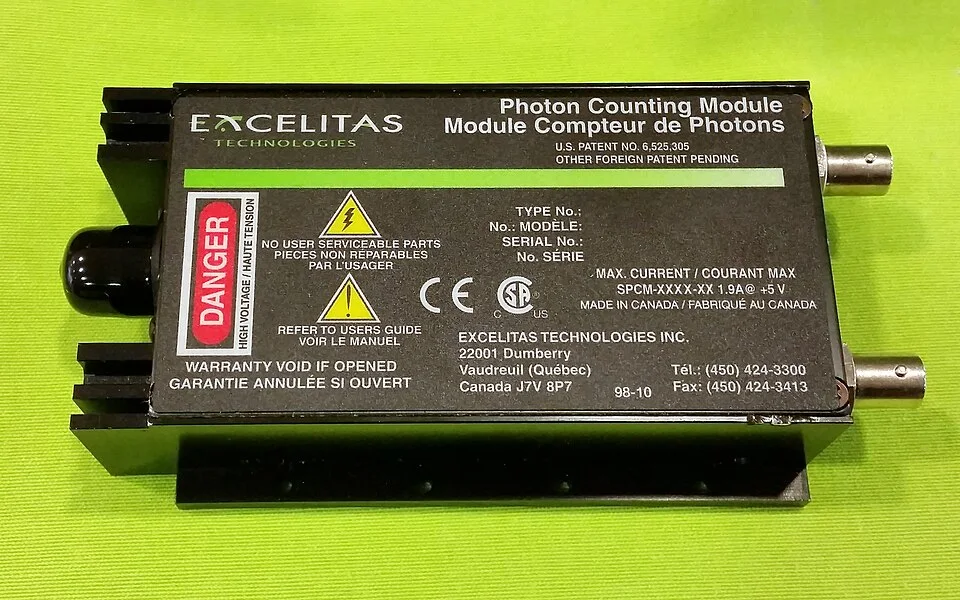 EXCELITAS
TECHNOLOGIES
Photon Counting Module
Module Compteur de Photons
U.S. PATENT NO. 6,525,305
OTHER FOREIGN PATENT PENDING
DANGER
HIGH VOLTAGE / HAUTE TENSION
NO USER SERVICEABLE PARTS
PIECES NON RÉPARABLES
PAR L'USAGER
REFER TO USERS GUIDE
VOIR LE MANUEL
WARRANTY VOID IF OPENED
GARANTIE ANNULÉE SI OUVERT
TYPE No.:
No.: MODÈLE:
SERIAL No.:
No. SÉRIE
MAX. CURRENT / COURANT MAX
SPCM-XXXX-XX 1.9A@ +5 V
MADE IN CANADA / FABRIQUÉ AU CANADA
CE
SA ®
C US
EXCELITAS TECHNOLOGIES INC.
22001 Dumberry
Vaudreuil (Québec)
Canada J7V 8P7
98-10
Tél.: (450) 424-3300
Fax: (450) 424-3413